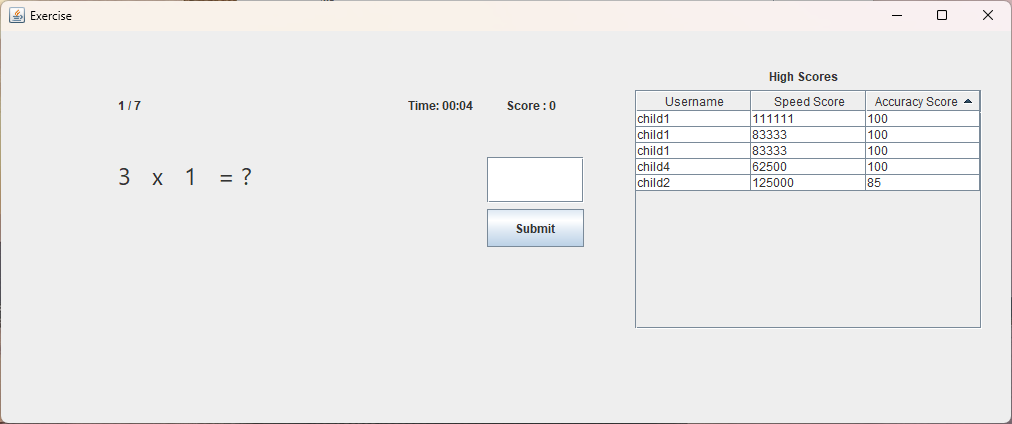 Exercise
1 / 7
Time: 00:04
Score : 0
3 x 1 = ?
Submit
High Scores
Username Speed Score Accuracy Score
child1 111111 100
child1 83333 100
child1 83333 100
child4 62500 100
child2 125000 85